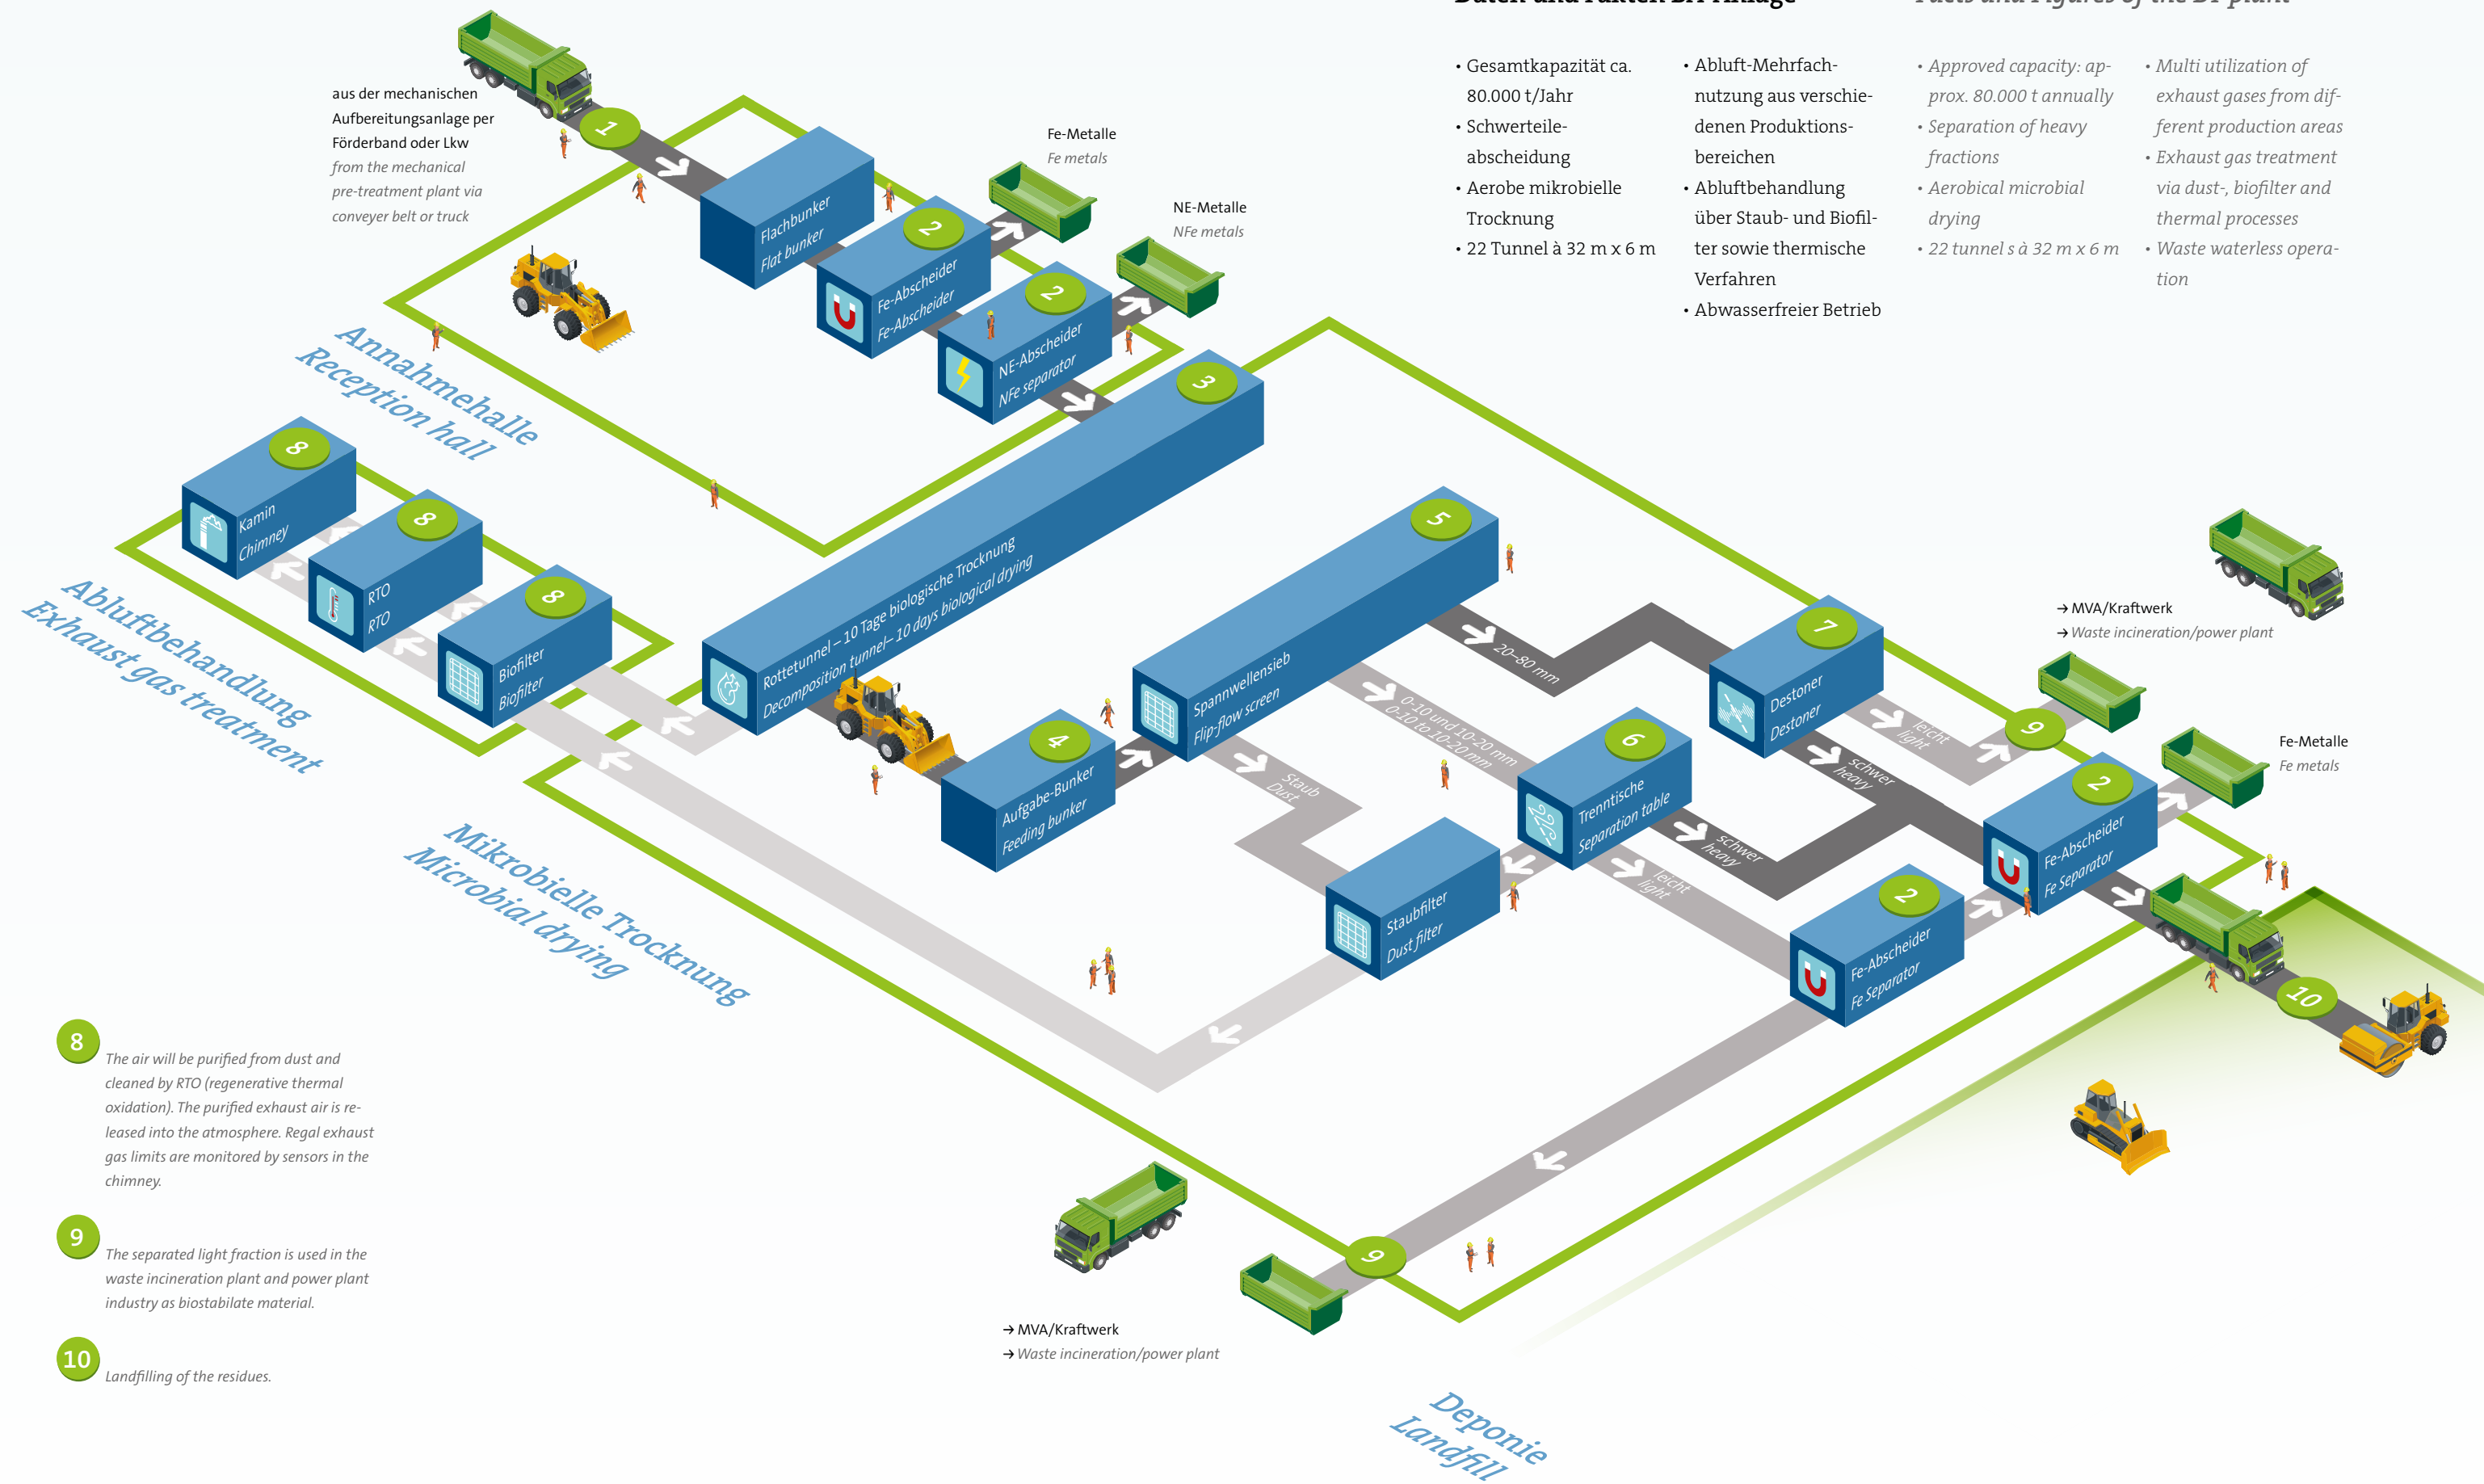 Daten und Fakten BA-Anlage
Facts and Figures of the BT plant
• Gesamtkapazität ca.
80.000 t/Jahr
• Schwerteile-
abscheidung
• Aerobe mikrobielle
Trocknung
• 22 Tunnel à 32 m x 6 m
• Abluft-Mehrfach-
nutzung aus verschie-
denen Produktions-
bereichen
• Abluftbehandlung
über Staub- und Biofil-
ter sowie thermische
Verfahren
• Abwasserfreier Betrieb
• Approved capacity: ap-
prox. 80.000 t annually
• Separation of heavy
fractions
• Aerobical microbial
drying
• 22 tunnel s à 32 m x 6 m
• Multi utilization of
exhaust gases from dif-
ferent production areas
• Exhaust gas treatment
via dust-, biofilter and
thermal processes
• Waste waterless opera-
tion
aus der mechanischen
Aufbereitungsanlage per
Förderband oder Lkw
from the mechanical
pre-treatment plant via
conveyer belt or truck
1
Flachbunker
Flat bunker
2
Fe-Abscheider
Fe-Abscheider
Fe-Metalle
Fe metals
2
NE-Abscheider
NFe separator
NE-Metalle
NFe metals
Annahmehalle
Reception hall
3
Rottetunnel – 10 Tage biologische Trocknung
Decomposition tunnel– 10 days biological drying
8
Kamin
Chimney
8
RTO
RTO
8
Biofilter
Biofilter
Abluftbehandlung
Exhaust gas treatment
4
Aufgabe-Bunker
Feeding bunker
5
Spannwellensieb
Flip-flow screen
20–80 mm
0-10 und 10-20 mm
0-10 to 10-20 mm
Staub
Dust
7
Destoner
Destoner
leicht
light
schwer
heavy
→ MVA/Kraftwerk
→ Waste incineration/power plant
9
6
Trenntische
Separation table
schwer
heavy
leicht
light
Staubfilter
Dust filter
2
Fe-Abscheider
Fe Separator
Fe-Metalle
Fe metals
2
Fe-Abscheider
Fe Separator
10
Mikrobielle Trocknung
Microbial drying
9
→ MVA/Kraftwerk
→ Waste incineration/power plant
Deponie
Landfill
8
The air will be purified from dust and
cleaned by RTO (regenerative thermal
oxidation). The purified exhaust air is re-
leased into the atmosphere. Regal exhaust
gas limits are monitored by sensors in the
chimney.
9
The separated light fraction is used in the
waste incineration plant and power plant
industry as biostabilate material.
10
Landfilling of the residues.